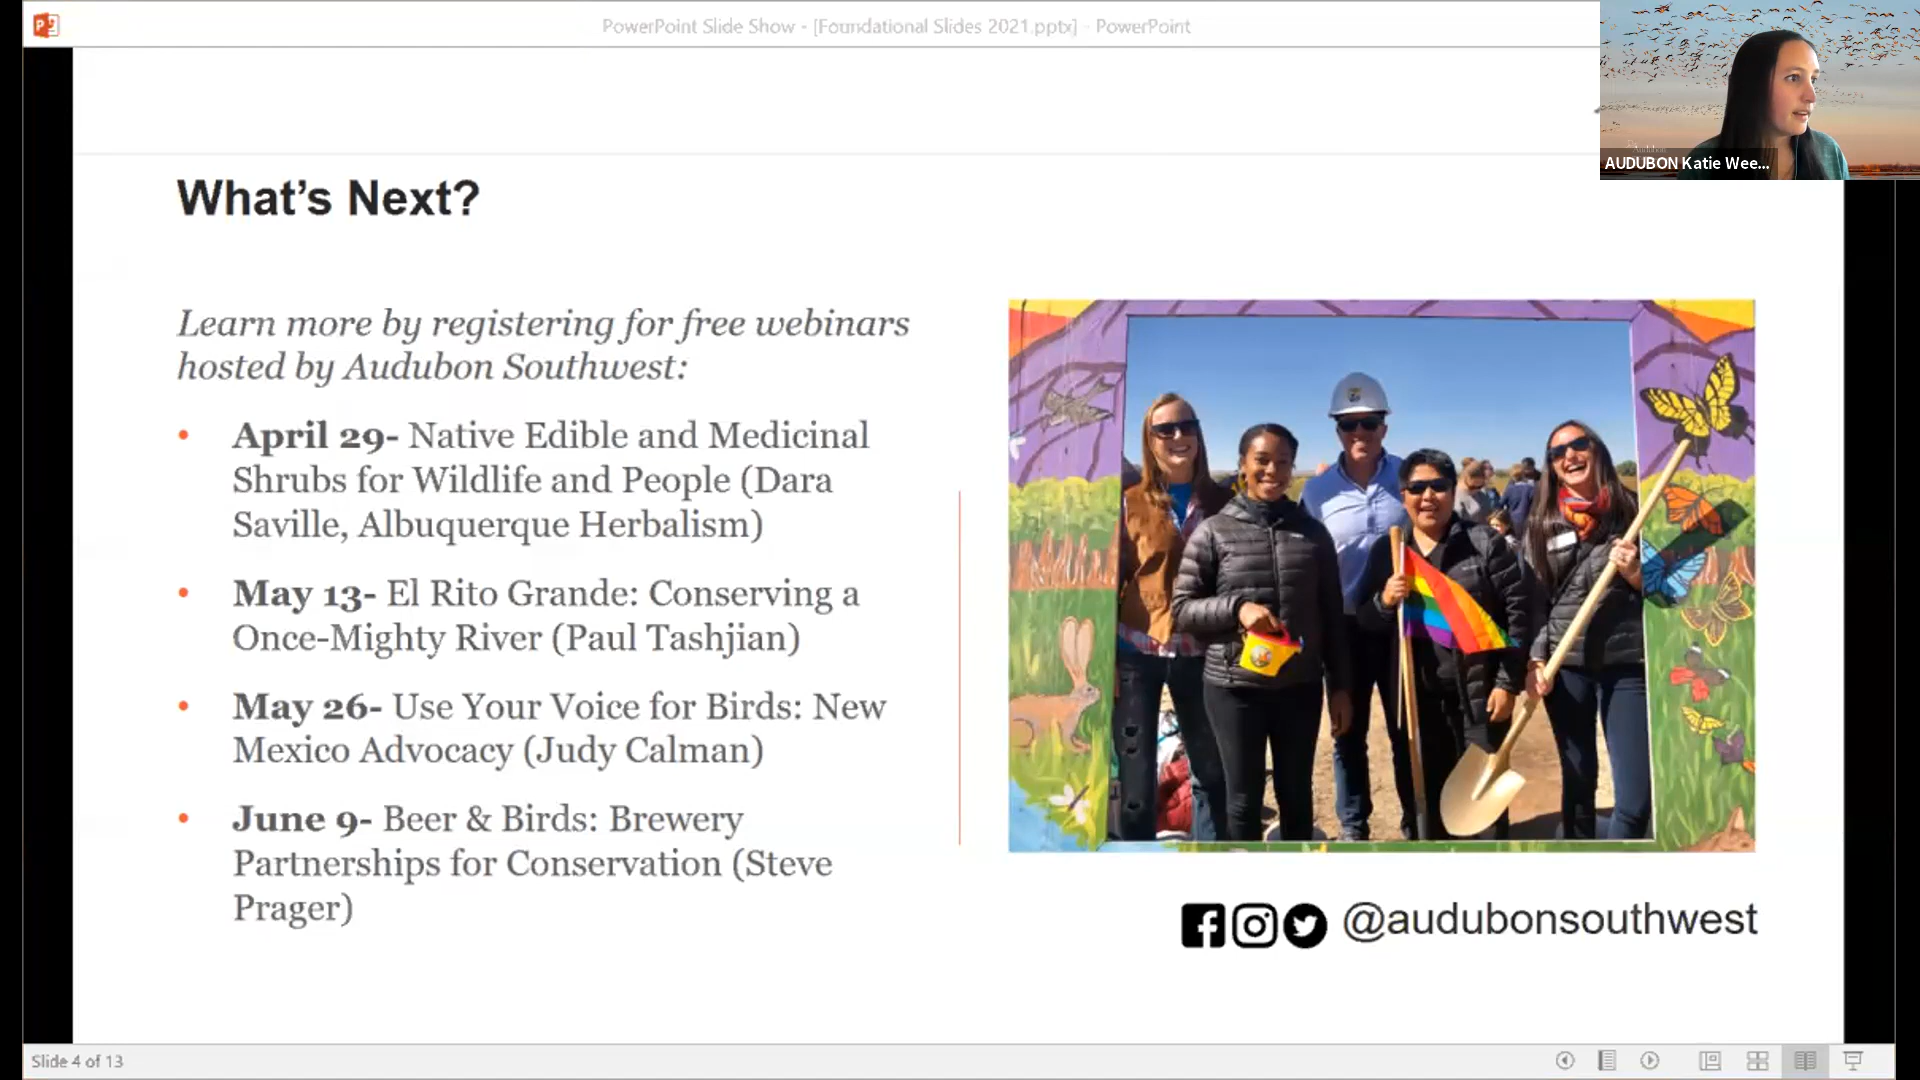 PowerPoint Slide Show - [Foundational Slides 2021.pptx] - PowerPoint
AUDUBON Katie Wee...
What's Next?
Learn more by registering for free webinars
hosted by Audubon Southwest:
• April 29- Native Edible and Medicinal
Shrubs for Wildlife and People (Dara
Saville, Albuquerque Herbalism)
• May 13- El Rito Grande: Conserving a
Once-Mighty River (Paul Tashjian)
• May 26- Use Your Voice for Birds: New
Mexico Advocacy (Judy Calman)
• June 9- Beer & Birds: Brewery
Partnerships for Conservation (Steve
Prager)
@audubonsouthwest
Slide 4 of 13